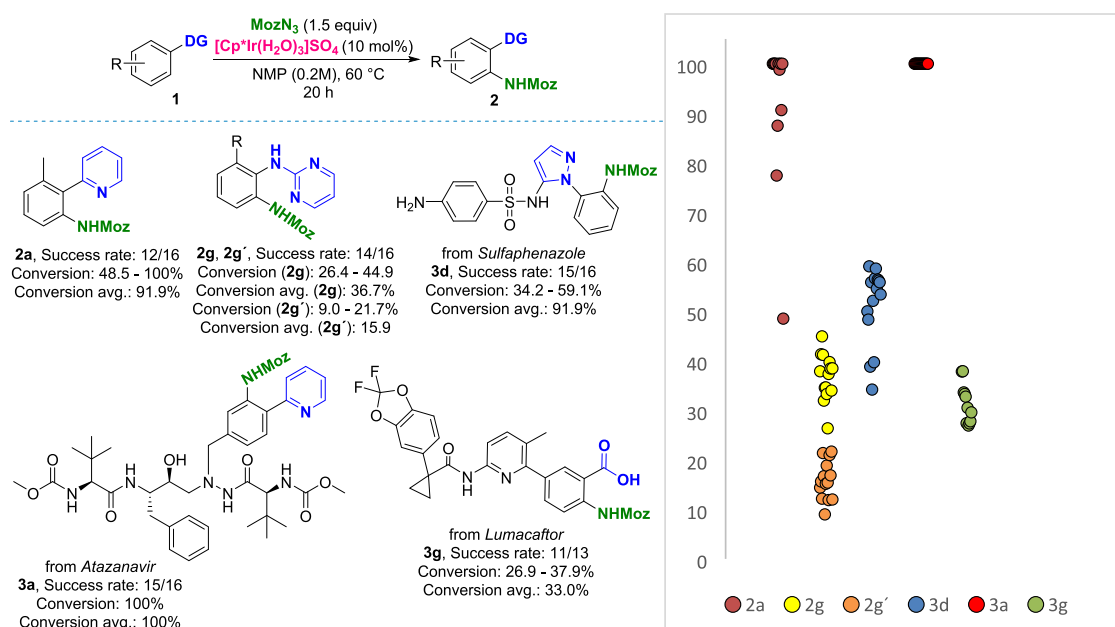 MozN3 (1.5 equiv)
[Cp*Ir(H2O)3]SO4 (10 mol%)
NMP (0.2M), 60 °C
20 h
R
DG
1
R
DG
NHMoz
2
N
NHMoz
2a, Success rate: 12/16
Conversion: 48.5 - 100%
Conversion avg.: 91.9%
R
H
N
N
N
NHMoz
2g, 2g´, Success rate: 14/16
Conversion (2g): 26.4 - 44.9
Conversion avg. (2g): 36.7%
Conversion (2g´): 9.0 - 21.7%
Conversion avg. (2g´): 15.9
H2N
O
S
O
NH
N
N
NHMoz
from Sulfaphenazole
3d, Success rate: 15/16
Conversion: 34.2 - 59.1%
Conversion avg.: 91.9%
NHMoz
N
O
O
N
H
O
HN
OH
N
NH
O
H
N
O
O
from Atazanavir
3a, Success rate: 15/16
Conversion: 100%
Conversion avg.: 100%
F
F
O
O
O
N
H
N
O
OH
NHMoz
from Lumacaftor
3g, Success rate: 11/13
Conversion: 26.9 - 37.9%
Conversion avg.: 33.0%
100
90
80
70
60
50
40
30
20
10
0
2a 2g 2g´ 3d 3a 3g